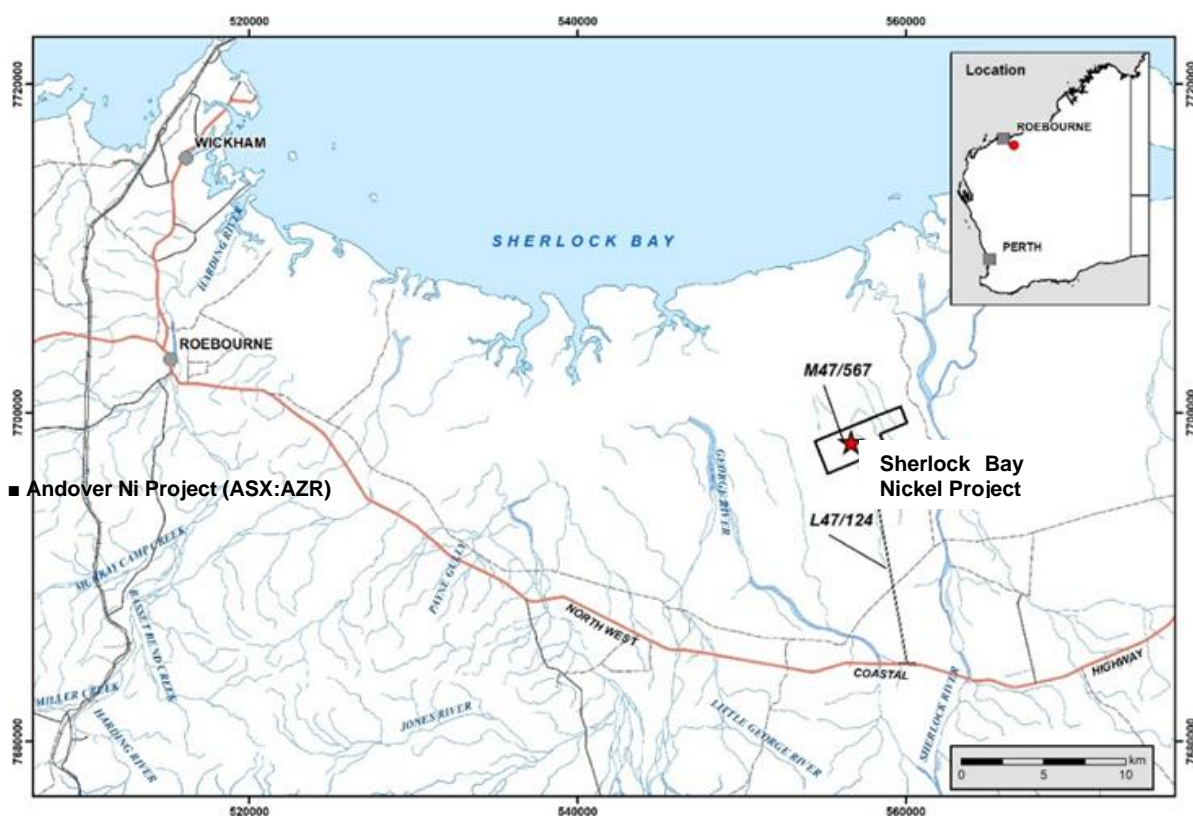 520000
540000
560000
7720000
7720000
Location
ROEBOURNE
PERTH
WICKHAM
HARDING RIVER
SHERLOCK BAY
ROEBOURNE
M47/567
7700000
7700000
Sherlock Bay
Nickel Project
GEORGE RIVER
■ Andover Ni Project (ASX:AZR)
L47/124
MURRAY CAMP CREEK
PAYNE GULLY
BASSET BEND CREEK
NORTH WEST
COASTAL
HIGHWAY
MILLER CREEK
HARDING RIVER
JONES RIVER
LITTLE GEORGE RIVER
SHERLOCK RIVER
7680000
7680000
km
0
5
10
520000
540000
560000